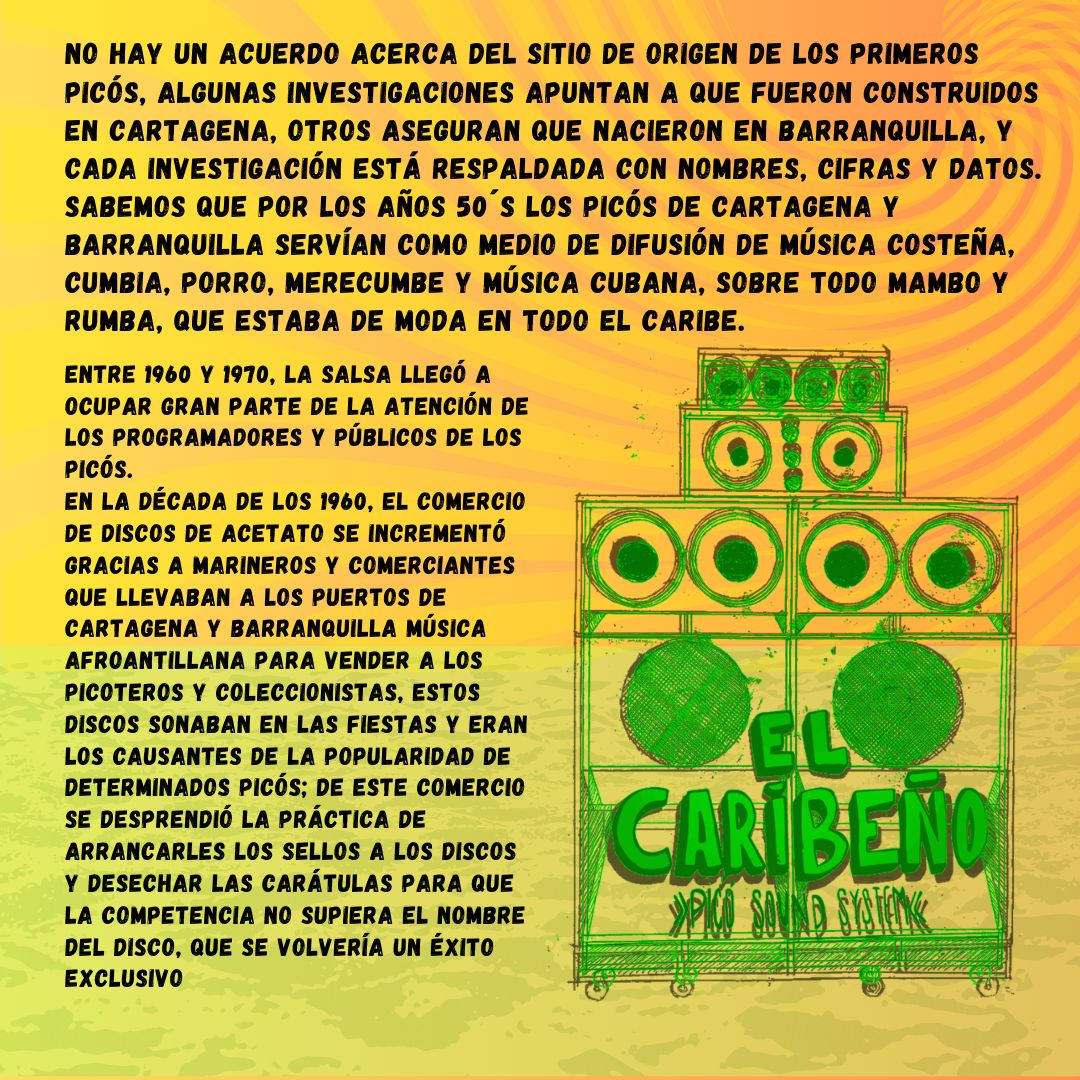 NO HAY UN ACUERDO ACERCA DEL SITIO DE ORIGEN DE LOS PRIMEROS
PICÓS, ALGUNAS INVESTIGACIONES APUNTAN A QUE FUERON CONSTRUIDOS
EN CARTAGENA, OTROS ASEGURAN QUE NACIERON EN BARRANQUILLA, Y
CADA INVESTIGACIÓN ESTÁ RESPALDADA CON NOMBRES, CIFRAS Y DATOS.
SABEMOS QUE POR LOS AÑOS 50´S LOS PICÓS DE CARTAGENA Y
BARRANQUILLA SERVÍAN COMO MEDIO DE DIFUSIÓN DE MÚSICA COSTEÑA,
CUMBIA, PORRO, MERECUMBE Y MÚSICA CUBANA, SOBRE TODO MAMBO Y
RUMBA, QUE ESTABA DE MODA EN TODO EL CARIBE.
ENTRE 1960 Y 1970, LA SALSA LLEGÓ A
OCUPAR GRAN PARTE DE LA ATENCIÓN DE
LOS PROGRAMADORES Y PÚBLICOS DE LOS
PICÓS.
EN LA DÉCADA DE LOS 1960, EL COMERCIO
DE DISCOS DE ACETATO SE INCREMENTÓ
GRACIAS A MARINEROS Y COMERCIANTES
QUE LLEVABAN A LOS PUERTOS DE
CARTAGENA Y BARRANQUILLA MÚSICA
AFROANTILLANA PARA VENDER A LOS
PICOTEROS Y COLECCIONISTAS, ESTOS
DISCOS SONABAN EN LAS FIESTAS Y ERAN
LOS CAUSANTES DE LA POPULARIDAD DE
DETERMINADOS PICÓS; DE ESTE COMERCIO
SE DESPRENDIÓ LA PRÁCTICA DE
ARRANCARLES LOS SELLOS A LOS DISCOS
Y DESECHAR LAS CARÁTULAS PARA QUE
LA COMPETENCIA NO SUPIERA EL NOMBRE
DEL DISCO, QUE SE VOLVERÍA UN ÉXITO
EXCLUSIVO
EL
CARIBEÑO
PICÓ SOUND SYSTEM